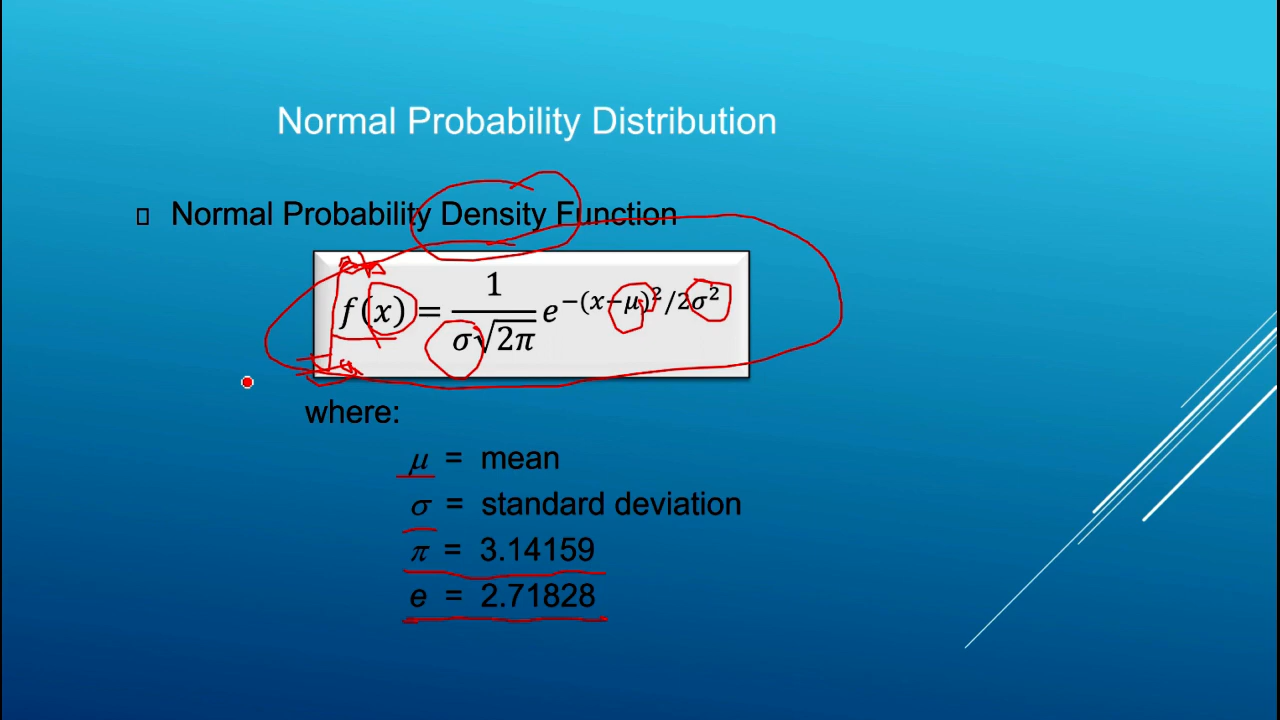 Normal Probability Distribution
Normal Probability Density Function
f(x) = 1/(σ√2π) e^−(x−μ)²/2σ²
where:
μ = mean
σ = standard deviation
π = 3.14159
e = 2.71828